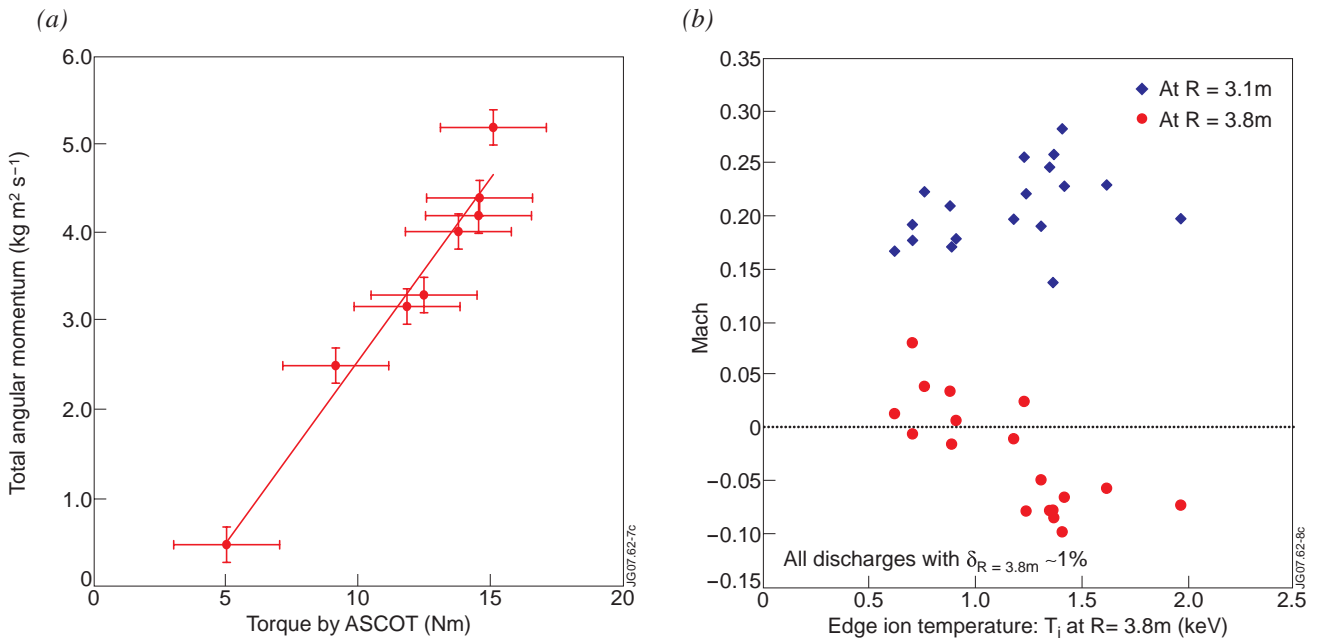 (a)
6.0
5.0
4.0
3.0
2.0
1.0
0
0
5
10
15
20
Total angular momentum (kg m² s⁻¹)
Torque by ASCOT (Nm)
JG07.62-7c
(b)
0.35
0.30
0.25
0.20
0.15
0.10
0.05
0
−0.05
−0.10
−0.15
0
0.5
1.0
1.5
2.0
2.5
Mach
At R = 3.1m
At R = 3.8m
All discharges with δR = 3.8m ~1%
Edge ion temperature: Ti at R= 3.8m (keV)
JG07.62-8c